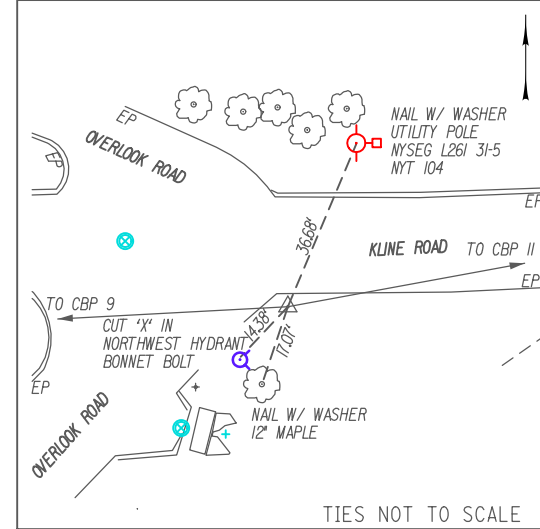 EP
OVERLOOK ROAD
EP
NAIL W/ WASHER
UTILITY POLE
NYSEG L261 31-5
NYT 104
EP
36.68'
KLINE ROAD
TO CBP 11
EP
TO CBP 9
CUT 'X' IN
NORTHWEST HYDRANT
BONNET BOLT
14.38'
17.07'
EP
OVERLOOK ROAD
NAIL W/ WASHER
12" MAPLE
TIES NOT TO SCALE